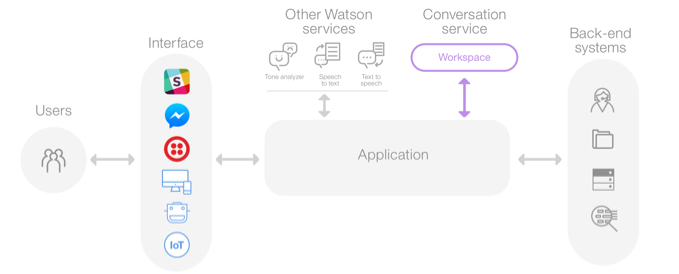 Other Watson
services
Conversation
service
Back-end
systems
Interface
Workspace
Tone analyzer
Speech
to text
Text to
speech
Users
S
Application
IoT